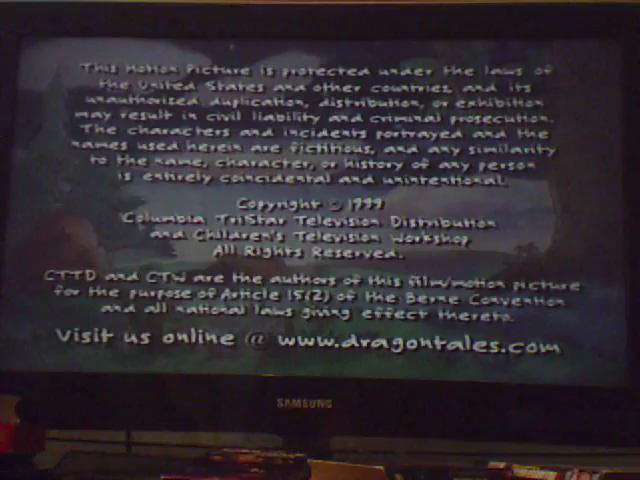 This Motion Picture is protected under the laws of
the United States and other countries, and its
unauthorized duplication, distribution, or exhibition
may result in civil liability and criminal prosecution.
The characters and incidents portrayed and the
names used herein are fictitious, and any similarity
to the name, character, or history of any person
is entirely coincidental and unintentional.
Copyright © 1999
Columbia TriStar Television Distribution
and Children's Television Workshop
All Rights Reserved.
CTTD and CTW are the authors of this film/motion picture
for the purpose of Article 15(2) of the Berne Convention
and all national laws giving effect thereto.
Visit us online @ www.dragontales.com
SAMSUNG